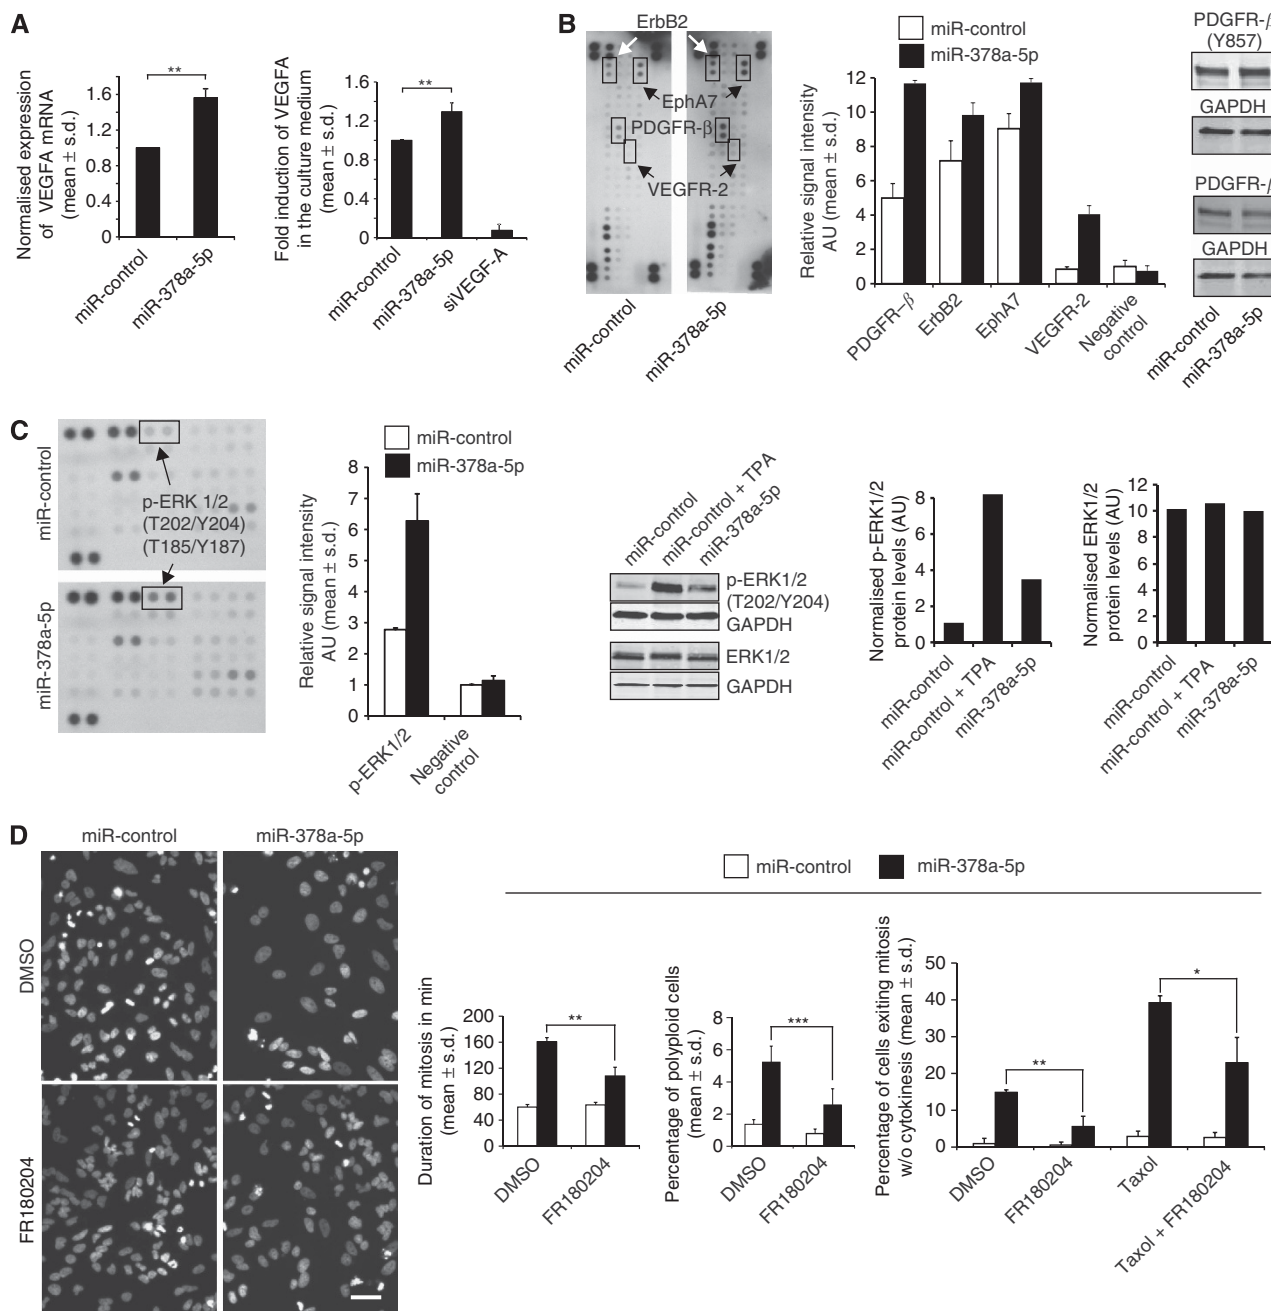 A
Normalised expression
of VEGFA mRNA
(mean ± s.d.)
1.6
1.2
0.8
0.4
0
**
miR-control
miR-378a-5p
Fold induction of VEGFA
in the culture medium
(mean ± s.d.)
1.6
1.2
0.8
0.4
0
**
miR-control
miR-378a-5p
siVEGF-A
B
ErbB2
EphA7
PDGFR-β
VEGFR-2
miR-control
miR-378a-5p
miR-control
miR-378a-5p
Relative signal intensity
AU (mean ± s.d.)
12
10
8
6
4
2
0
PDGFR-β
ErbB2
EphA7
VEGFR-2
Negative
control
PDGFR-β
(Y857)
GAPDH
PDGFR-β
GAPDH
miR-control
miR-378a-5p
C
miR-control
miR-378a-5p
p-ERK 1/2
(T202/Y204)
(T185/Y187)
miR-control
miR-378a-5p
Relative signal intensity
AU (mean ± s.d.)
8
7
6
5
4
3
2
1
0
p-ERK1/2
Negative
control
miR-control
miR-control + TPA
miR-378a-5p
p-ERK1/2
(T202/Y204)
GAPDH
ERK1/2
GAPDH
Normalised p-ERK1/2
protein levels (AU)
8
6
4
2
0
miR-control
miR-control + TPA
miR-378a-5p
Normalised ERK1/2
protein levels (AU)
12
10
8
6
4
2
0
miR-control
miR-control + TPA
miR-378a-5p
D
miR-control
miR-378a-5p
DMSO
FR180204
miR-control
miR-378a-5p
Duration of mitosis in min
(mean ± s.d.)
200
160
120
80
40
0
**
DMSO
FR180204
Percentage of polyploid cells
(mean ± s.d.)
8
6
4
2
0
***
DMSO
FR180204
Percentage of cells exiting mitosis
w/o cytokinesis (mean ± s.d.)
50
40
30
20
10
0
**
*
DMSO
FR180204
Taxol
Taxol + FR180204